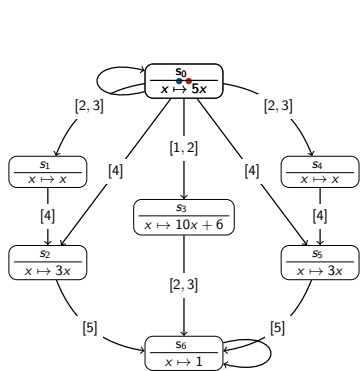 s₀
x ↦ 5x
[2, 3]
[2, 3]
[1, 2]
s₁
x ↦ x
[4]
[4]
s₄
x ↦ x
[4]
s₃
x ↦ 10x + 6
[4]
s₂
x ↦ 3x
s₅
x ↦ 3x
[2, 3]
[5]
[5]
s₆
x ↦ 1